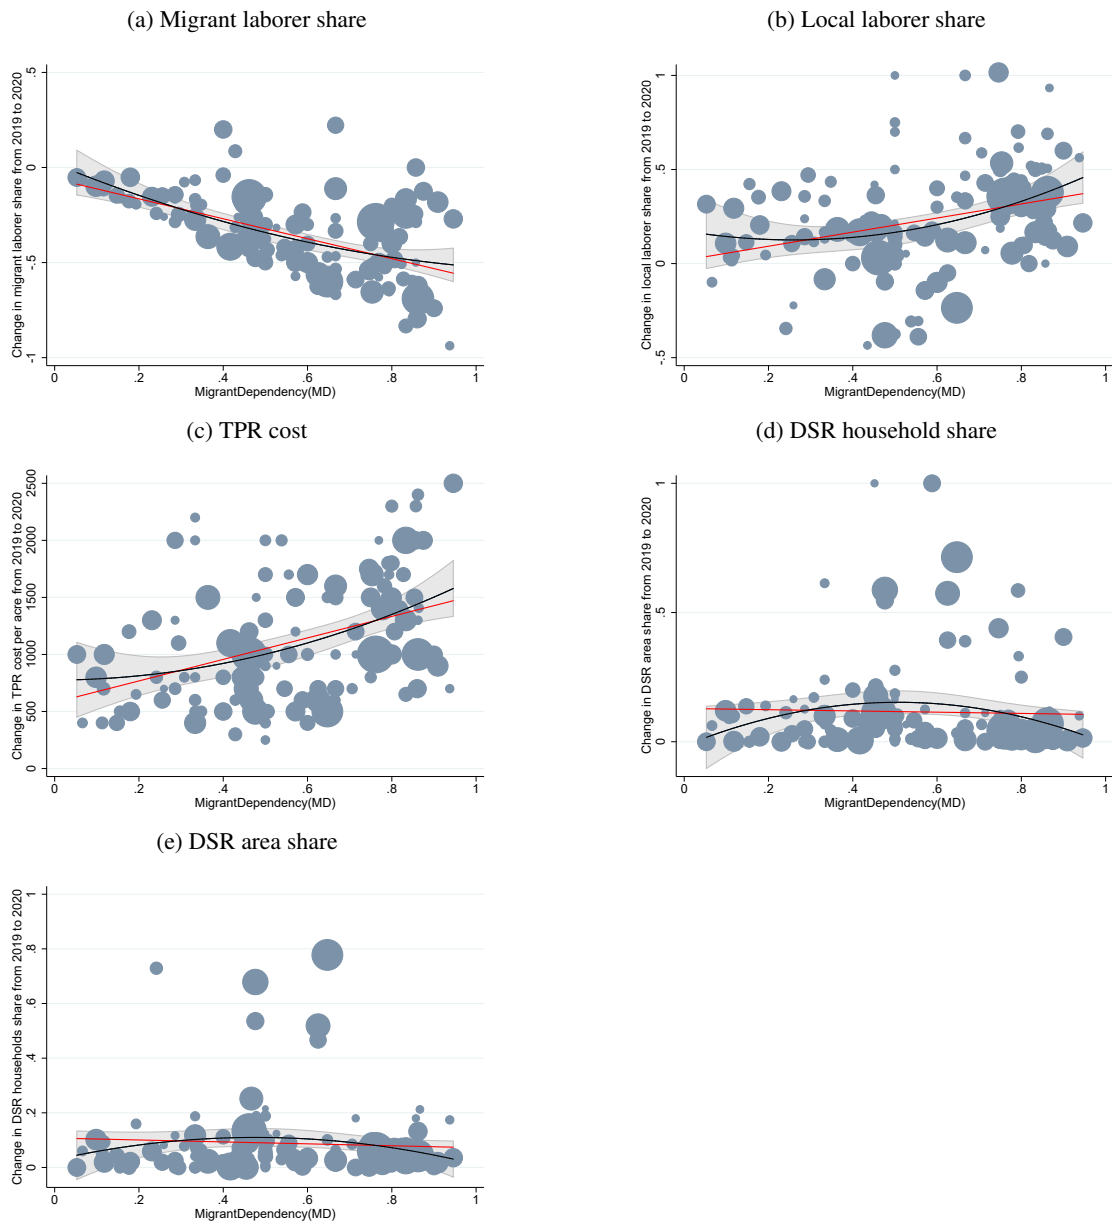 (a) Migrant laborer share
Change in migrant laborer share from 2019 to 2020
.5
0
-.5
-1
0 .2 .4 .6 .8 1
MigrantDependency(MD)
(b) Local laborer share
Change in local laborer share from 2019 to 2020
1
.5
0
-.5
0 .2 .4 .6 .8 1
MigrantDependency(MD)
(c) TPR cost
Change in TPR cost per acre from 2019 to 2020
2500
2000
1500
1000
500
0
0 .2 .4 .6 .8 1
MigrantDependency(MD)
(d) DSR household share
Change in DSR area share from 2019 to 2020
1
.5
0
0 .2 .4 .6 .8 1
MigrantDependency(MD)
(e) DSR area share
Change in DSR households share from 2019 to 2020
1
.8
.6
.4
.2
0
0 .2 .4 .6 .8 1
MigrantDependency(MD)